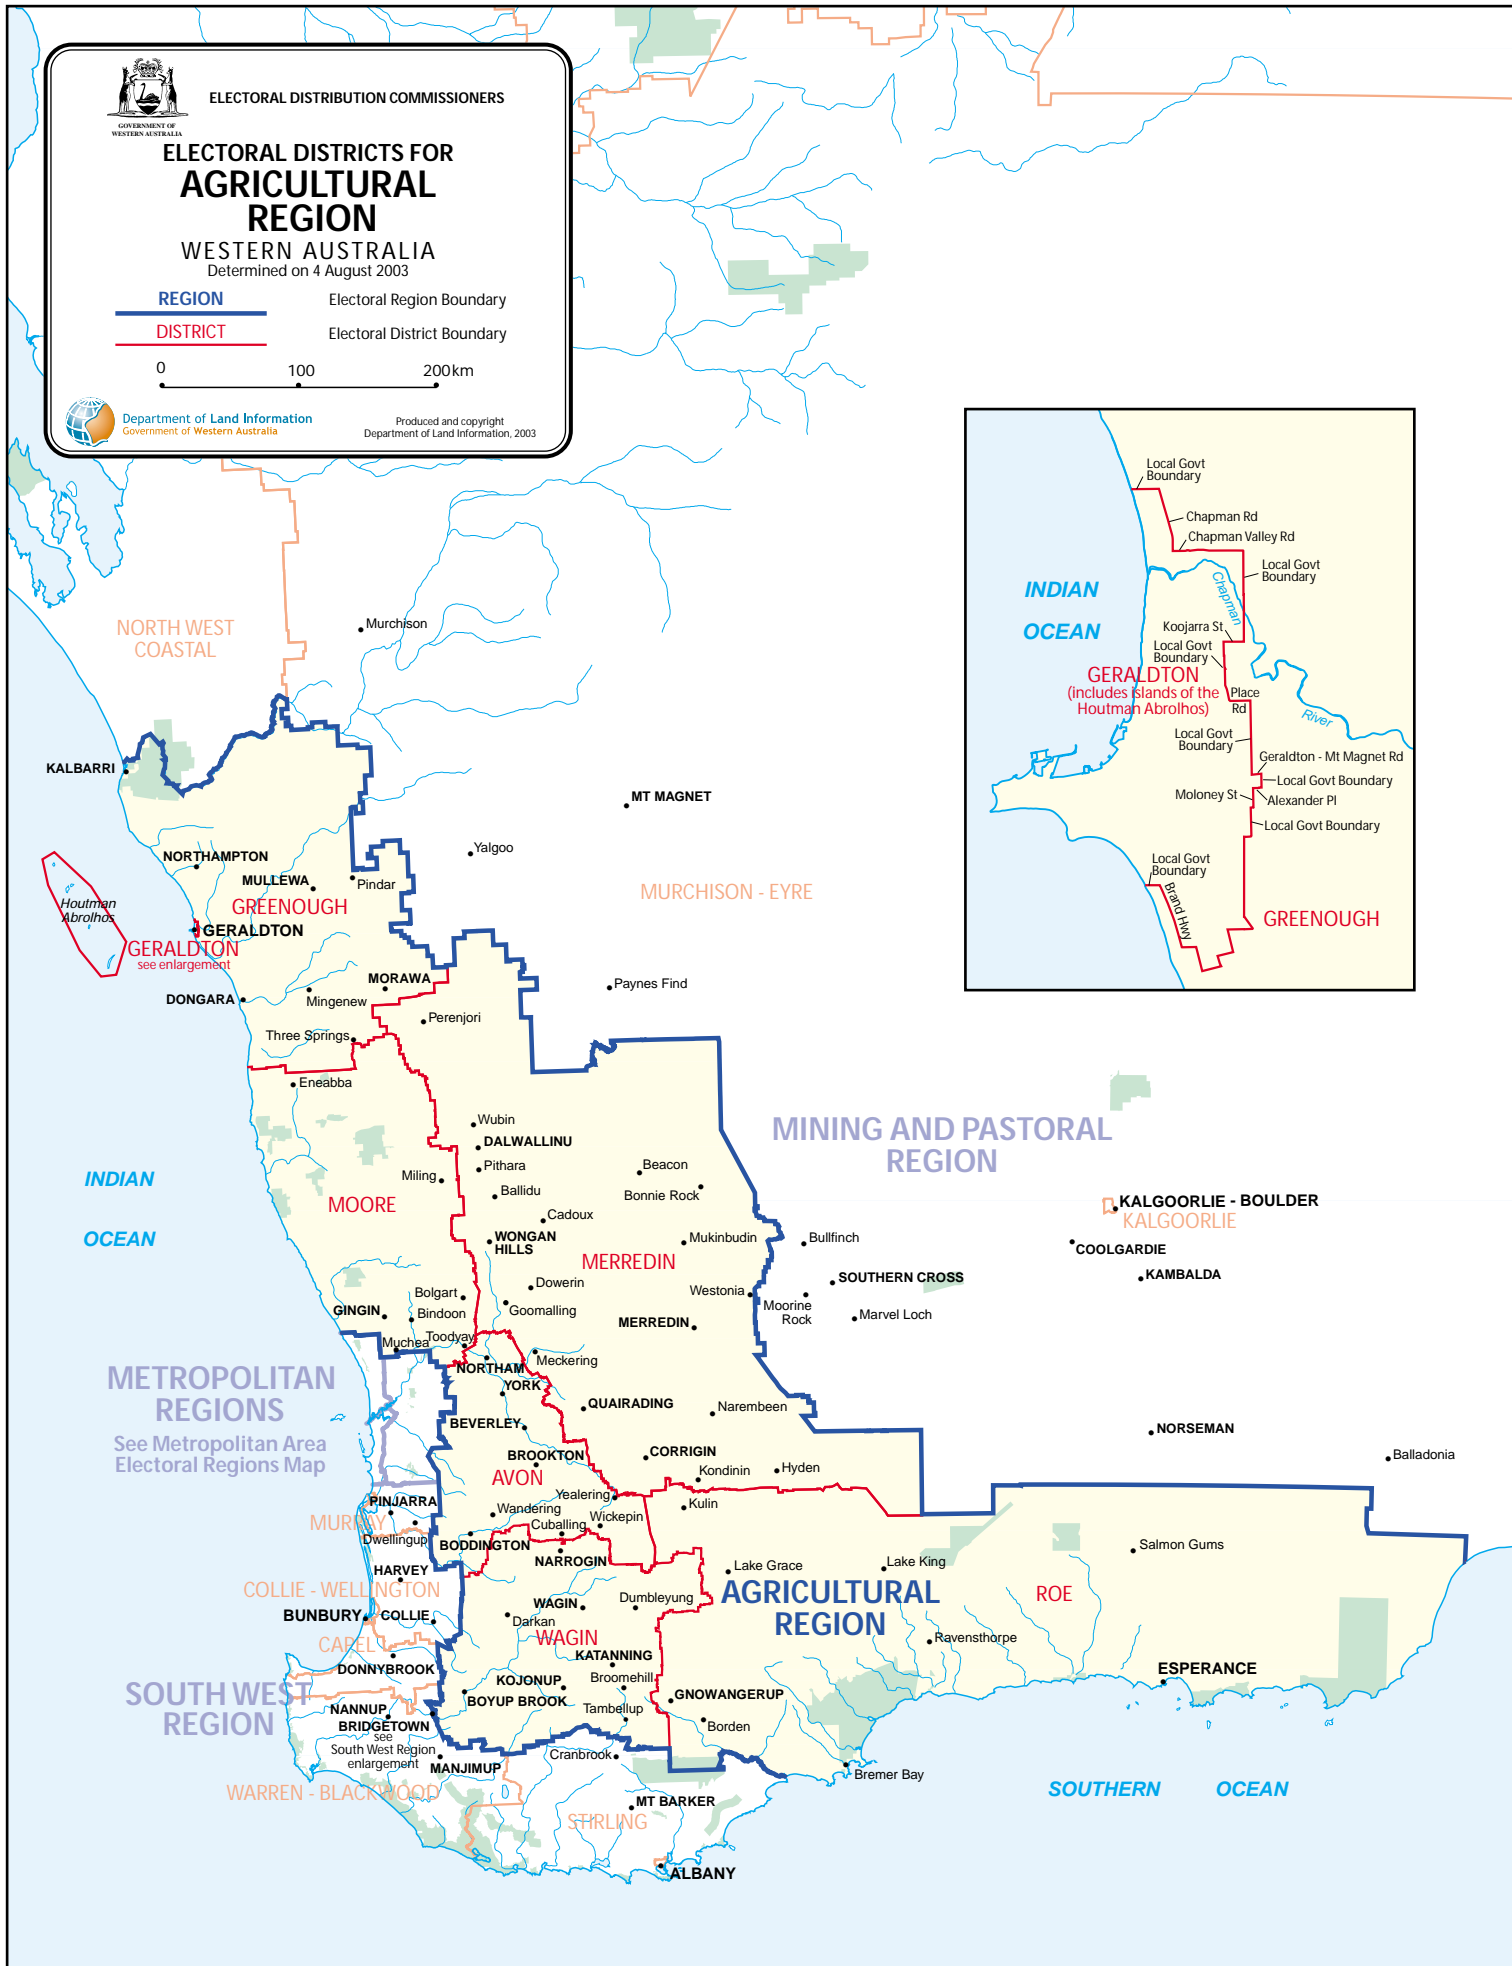 GOVERNMENT OF
WESTERN AUSTRALIA
ELECTORAL DISTRIBUTION COMMISSIONERS
ELECTORAL DISTRICTS FOR
AGRICULTURAL
REGION
WESTERN AUSTRALIA
Determined on 4 August 2003
REGION
Electoral Region Boundary
DISTRICT
Electoral District Boundary
0 100 200km
Department of Land Information
Government of Western Australia
Produced and copyright
Department of Land Information, 2003
Local Govt
Boundary
Chapman Rd
Chapman Valley Rd
Local Govt
Boundary
INDIAN
OCEAN
Chapman
Koojarra St
Local Govt
Boundary
GERALDTON
(includes islands of the
Houtman Abrolhos)
Place
Rd
River
Local Govt
Boundary
Geraldton - Mt Magnet Rd
Local Govt Boundary
Moloney St
Alexander Pl
Local Govt Boundary
Local Govt
Boundary
Brand Hwy
GREENOUGH
NORTH WEST
COASTAL
Murchison
KALBARRI
MT MAGNET
Yalgoo
NORTHAMPTON
MULLEWA
Pindar
MURCHISON - EYRE
Houtman
Abrolhos
GREENOUGH
GERALDTON
GERALDTON
see enlargement
MORAWA
Paynes Find
DONGARA
Mingenew
Perenjori
Three Springs
Eneabba
Wubin
DALWALLINU
MINING AND PASTORAL
REGION
Pithara
Beacon
Miling
INDIAN
Ballidu
Bonnie Rock
MOORE
KALGOORLIE - BOULDER
KALGOORLIE
Cadoux
OCEAN
WONGAN
HILLS
Mukinbudin
Bullfinch
COOLGARDIE
MERREDIN
KAMBALDA
SOUTHERN CROSS
Dowerin
Westonia
Bolgart
Moorine
Rock
GINGIN
Bindoon
Goomalling
MERREDIN
Marvel Loch
Muchea
Toodyay
Meckering
NORTHAM
METROPOLITAN
REGIONS
See Metropolitan Area
Electoral Regions Map
YORK
QUAIRADING
Narembeen
BEVERLEY
NORSEMAN
BROOKTON
CORRIGIN
Balladonia
AVON
Kondinin
Hyden
Yealering
PINJARRA
Wandering
Kulin
MURRAY
Wickepin
Cuballing
Dwellingup
BODDINGTON
NARROGIN
Salmon Gums
Lake Grace
Lake King
HARVEY
COLLIE - WELLINGTON
AGRICULTURAL
REGION
ROE
WAGIN
Dumbleyung
BUNBURY
COLLIE
Darkan
WAGIN
CAPEL
Ravensthorpe
KATANNING
DONNYBROOK
ESPERANCE
Broomehill
KOJONUP
SOUTH WEST
REGION
BOYUP BROOK
GNOWANGERUP
NANNUP
Tambellup
BRIDGETOWN
Borden
see
South West Region
enlargement
Cranbrook
MANJIMUP
Bremer Bay
WARREN - BLACKWOOD
SOUTHERN OCEAN
MT BARKER
STIRLING
ALBANY